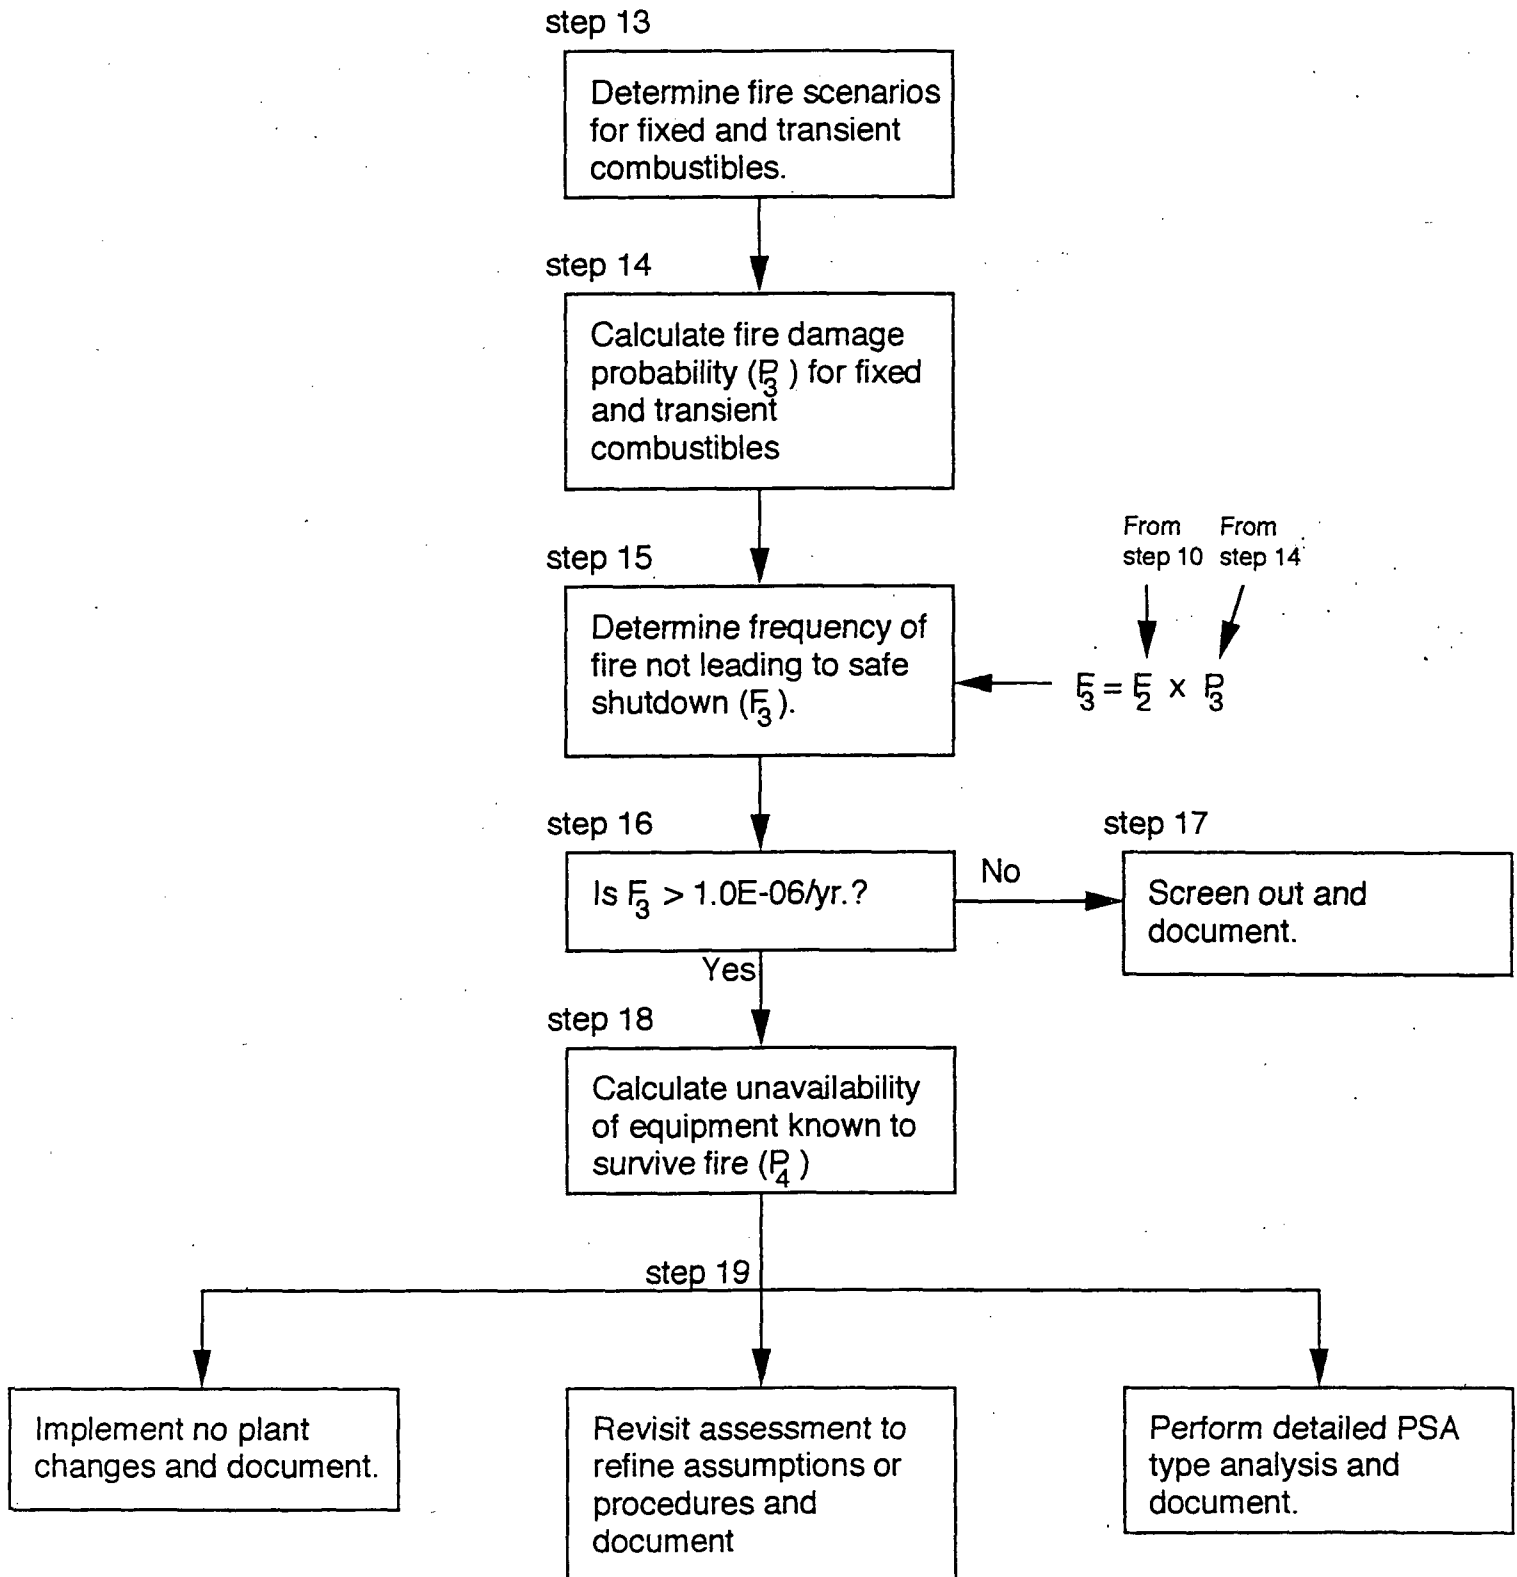 step 13
Determine fire scenarios
for fixed and transient
combustibles.
step 14
Calculate fire damage
probability (P3) for fixed
and transient
combustibles
step 15
Determine frequency of
fire not leading to safe
shutdown (F3).
From From
step 10 step 14
F3 = F2 x P3
step 16
Is F3 > 1.0E-06/yr.?
No
step 17
Screen out and
document.
Yes
step 18
Calculate unavailability
of equipment known to
survive fire (P4)
step 19
Implement no plant
changes and document.
Revisit assessment to
refine assumptions or
procedures and
document
Perform detailed PSA
type analysis and
document.